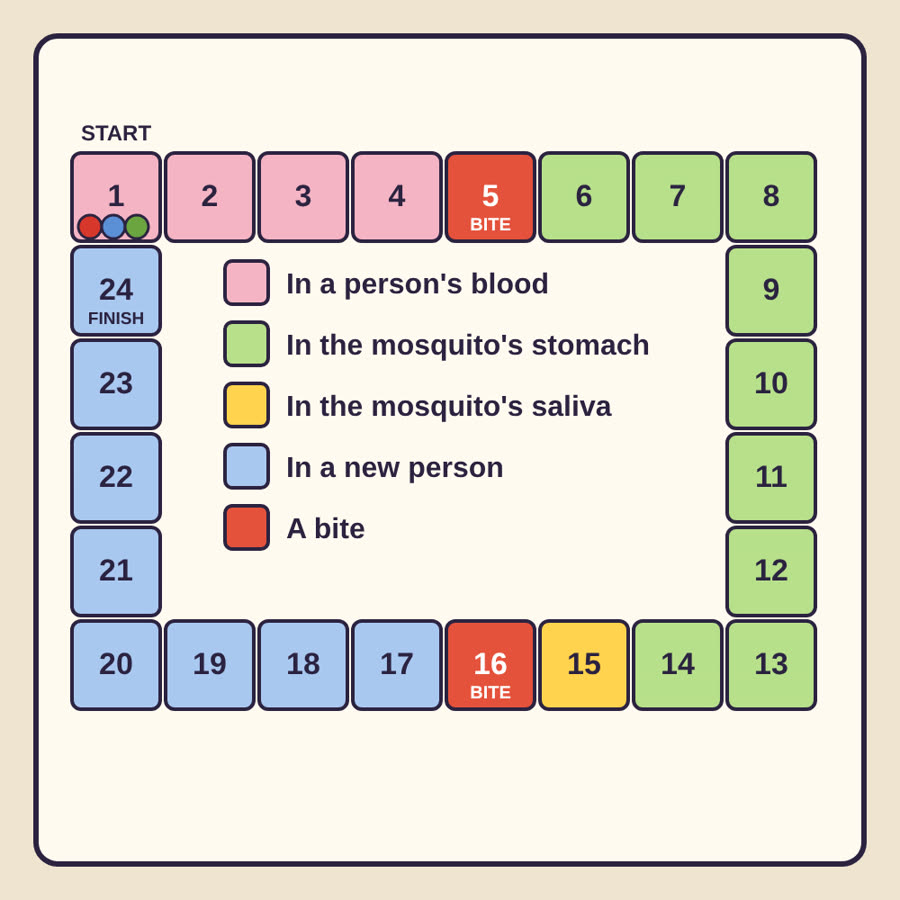 START
1
2
3
4
5
BITE
6
7
8
24
FINISH
In a person's blood
9
In the mosquito's stomach
23
10
In the mosquito's saliva
22
In a new person
11
A bite
21
12
20
19
18
17
16
BITE
15
14
13